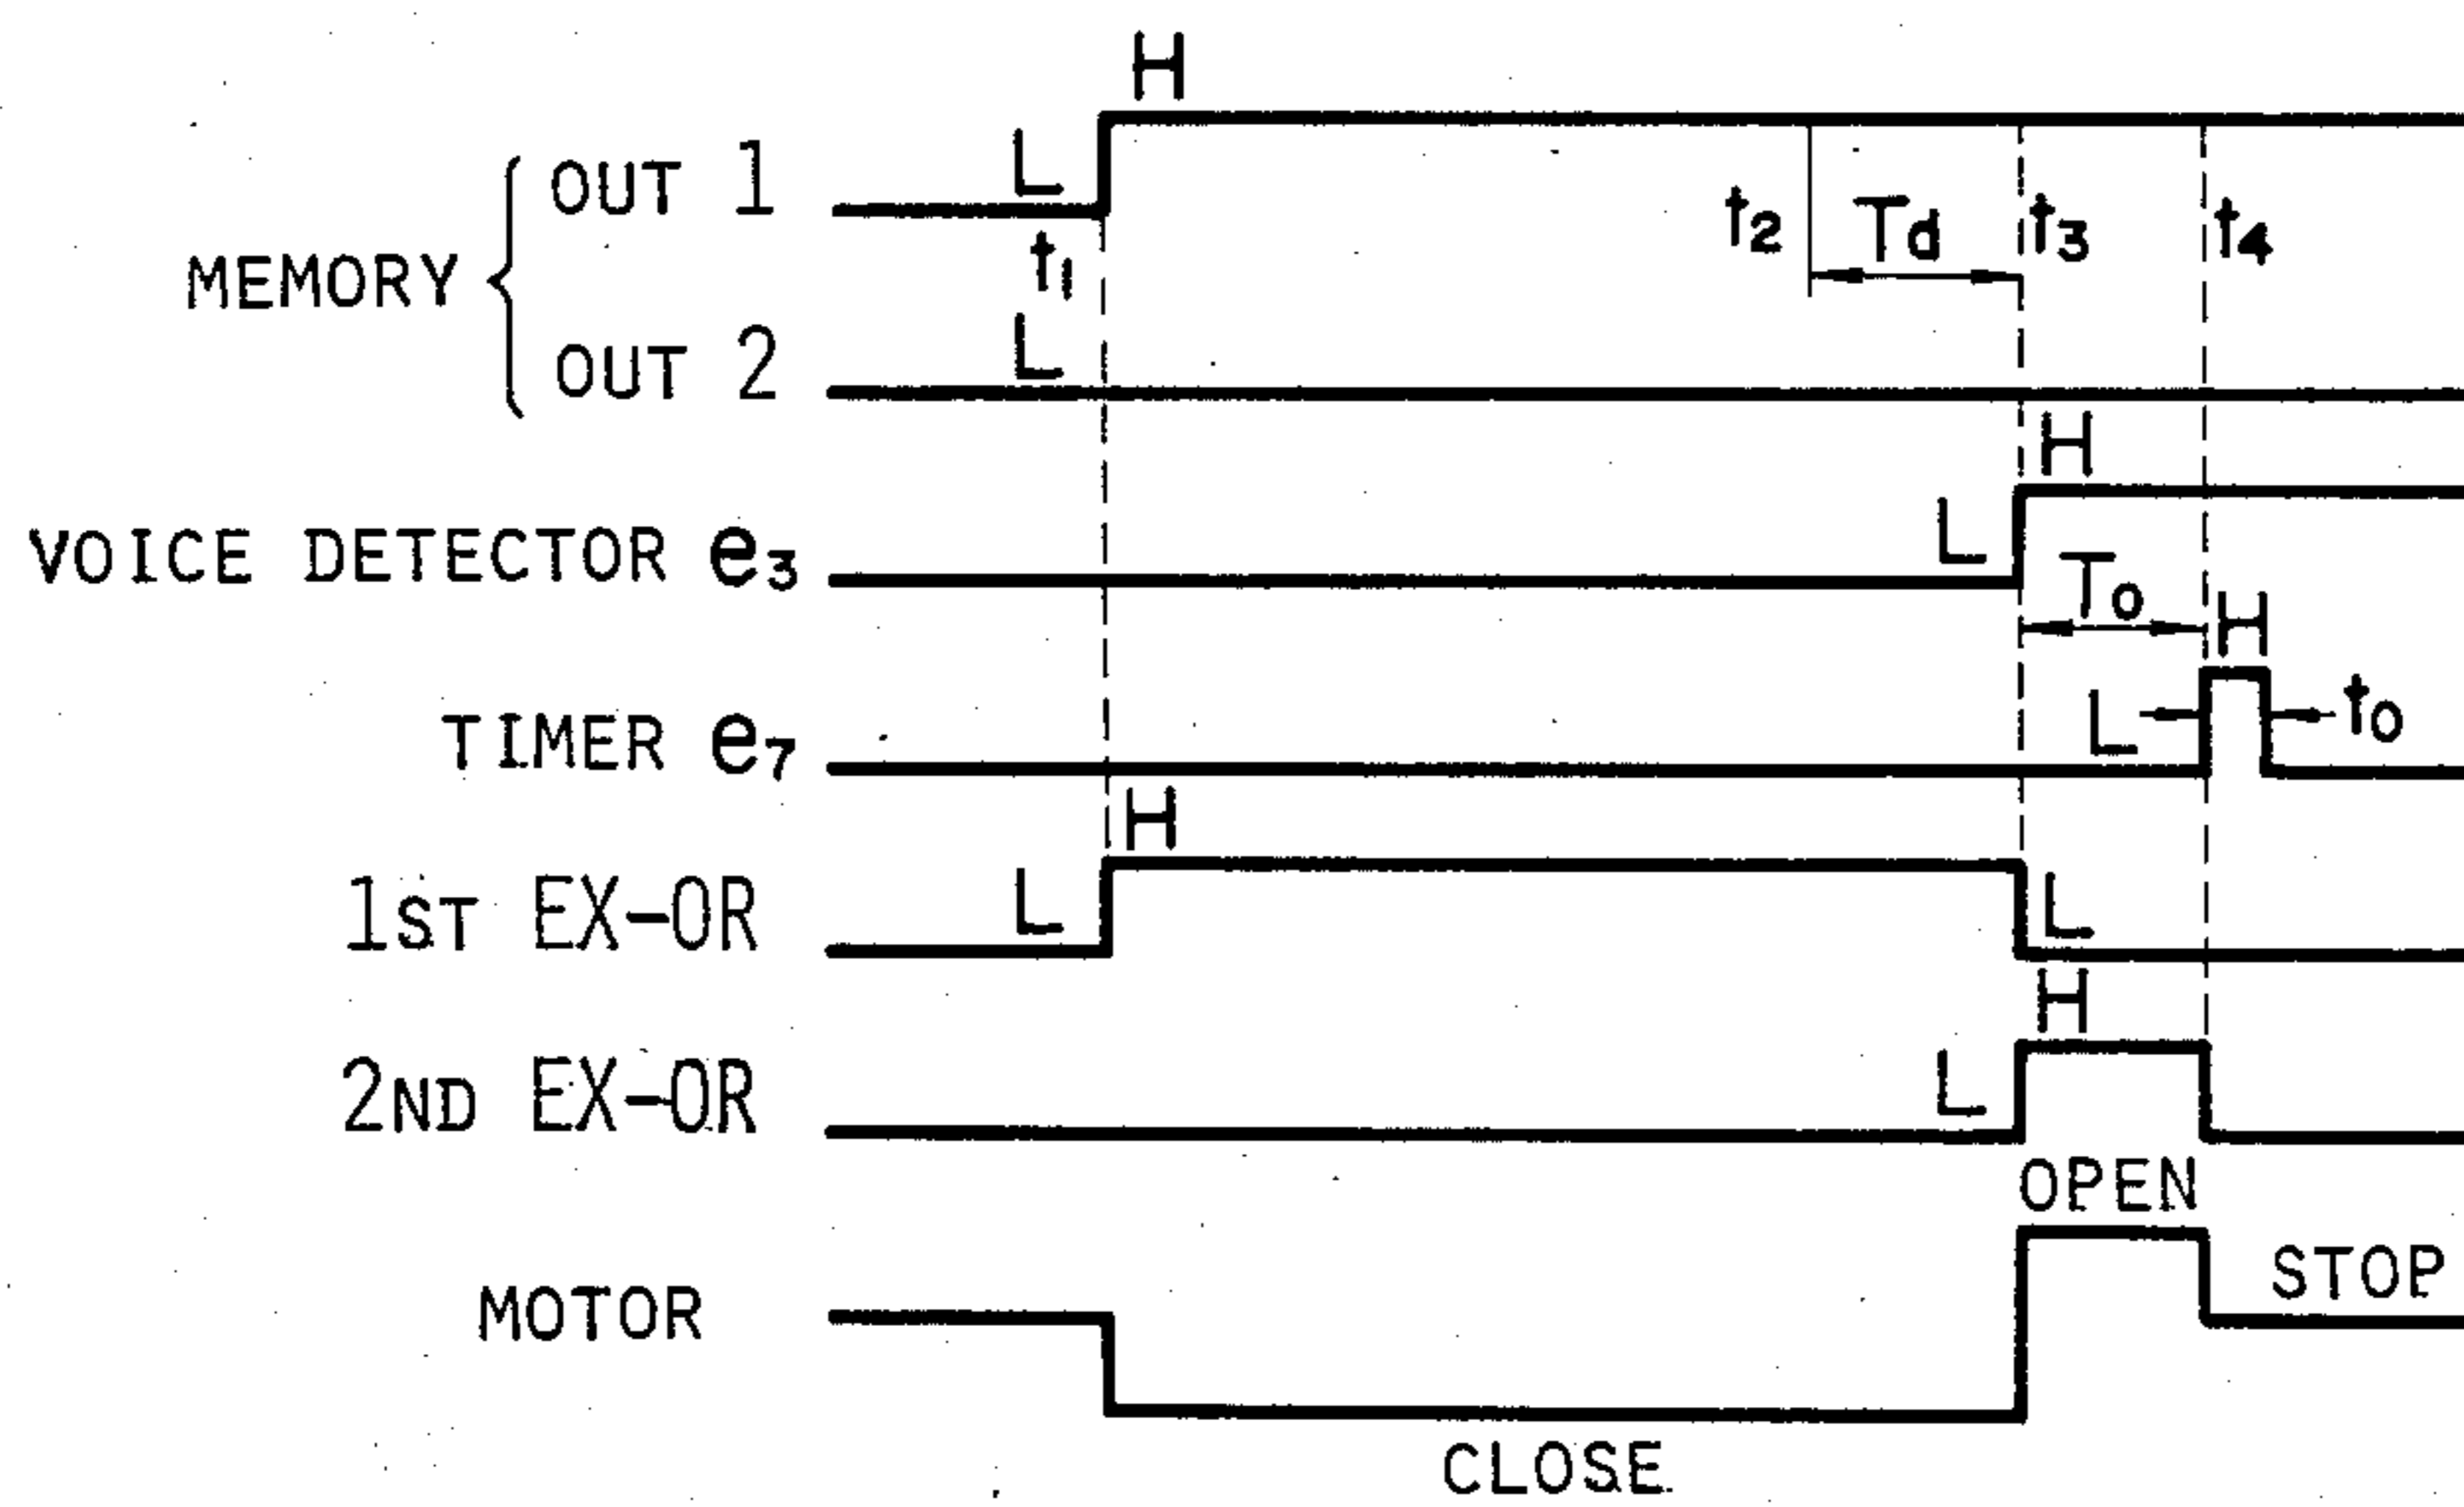 H
OUT 1 L
t1 t2 Td t3 t4
MEMORY
OUT 2 L
H
VOICE DETECTOR e3 L
To H
TIMER e7 L to
H
1ST EX-OR L L
H
2ND EX-OR L
OPEN
STOP
MOTOR
CLOSE